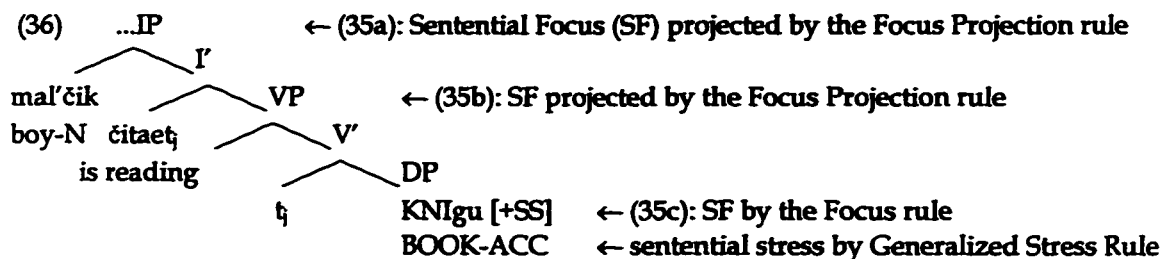 (36) ...IP ← (35a): Sentential Focus (SF) projected by the Focus Projection rule
I'
mal'čik VP ← (35b): SF projected by the Focus Projection rule
boy-N čitaetj V'
is reading DP
tj KNIgu [+SS] ← (35c): SF by the Focus rule
BOOK-ACC ← sentential stress by Generalized Stress Rule